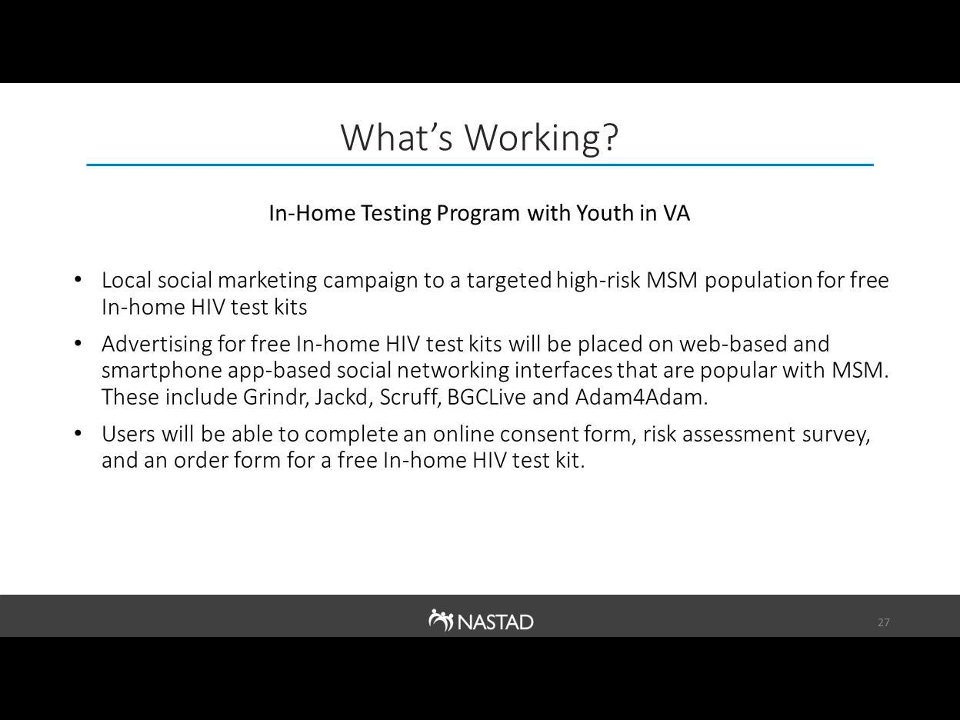 What’s Working?
In-Home Testing Program with Youth in VA
• Local social marketing campaign to a targeted high-risk MSM population for free
In-home HIV test kits
• Advertising for free In-home HIV test kits will be placed on web-based and
smartphone app-based social networking interfaces that are popular with MSM.
These include Grindr, Jackd, Scruff, BGCLive and Adam4Adam.
• Users will be able to complete an online consent form, risk assessment survey,
and an order form for a free In-home HIV test kit.
NASTAD
27